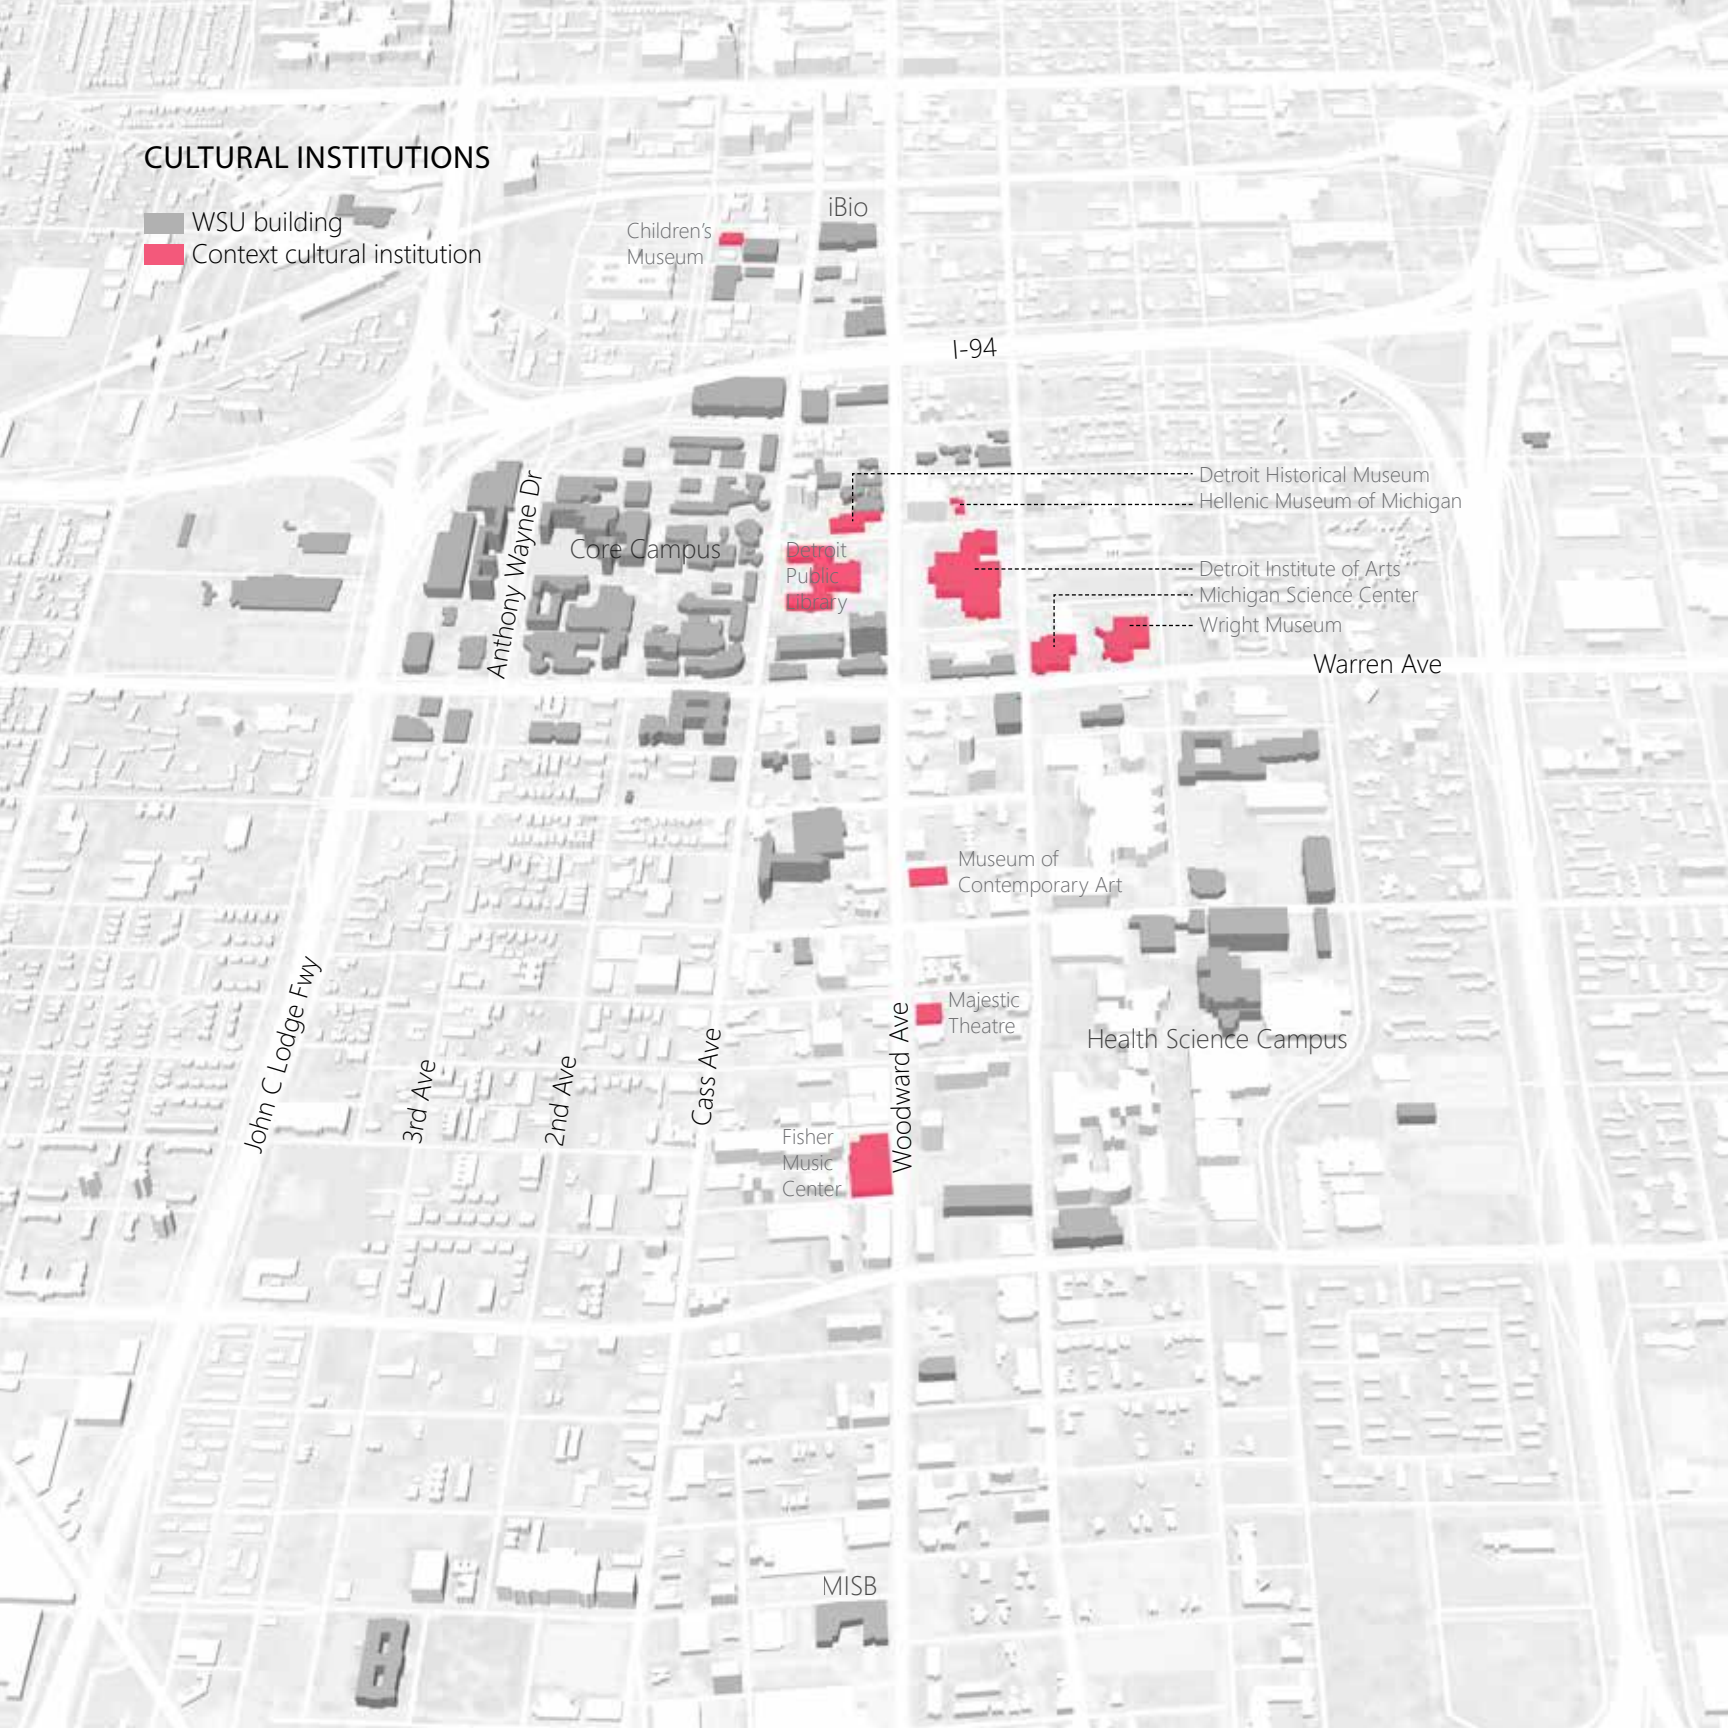 CULTURAL INSTITUTIONS
WSU building
Context cultural institution
iBio
Children's
Museum
I-94
Detroit Historical Museum
Hellenic Museum of Michigan
Anthony Wayne Dr
Core Campus
Detroit
Public
Library
Detroit Institute of Arts
Michigan Science Center
Wright Museum
Warren Ave
Museum of
Contemporary Art
John C Lodge Fwy
3rd Ave
2nd Ave
Cass Ave
Woodward Ave
Majestic
Theatre
Health Science Campus
Fisher
Music
Center
MISB